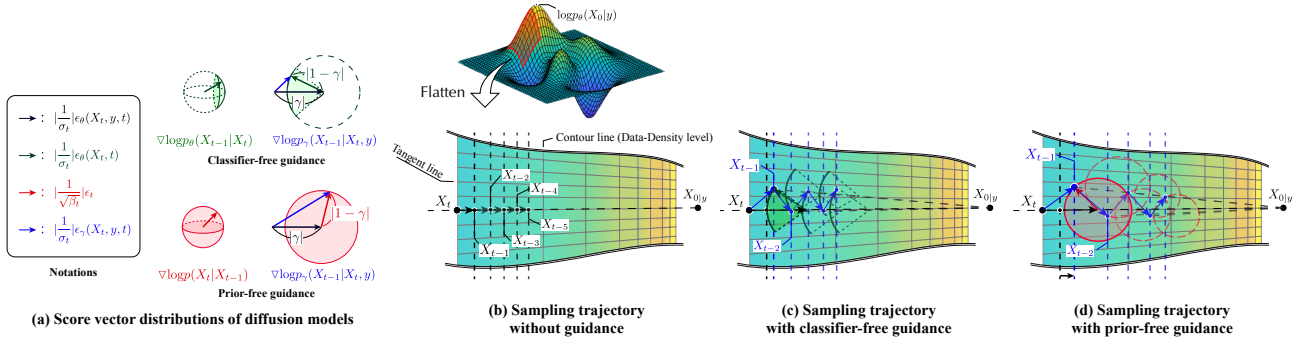 : |1/σ_t|ϵ_θ(X_t, y, t)
: |1/σ_t|ϵ_θ(X_t, t)
: |1/√β_t|ϵ_t
: |1/σ_t|ϵ_γ(X_t, y, t)
Notations
|1 − γ|
|γ|
▽logp_θ(X_{t−1}|X_t)
▽logp_γ(X_{t−1}|X_t, y)
Classifier-free guidance
|1 − γ|
|γ|
▽logp(X_t|X_{t−1})
▽logp_γ(X_{t−1}|X_t, y)
Prior-free guidance
(a) Score vector distributions of diffusion models
logp_θ(X_0|y)
Flatten
Contour line (Data-Density level)
Tangent line
X_t
X_{t−1}
X_{t−2}
X_{t−3}
X_{t−4}
X_{t−5}
X_{0|y}
(b) Sampling trajectory
without guidance
X_{t−1}
X_t
X_{t−2}
X_{0|y}
(c) Sampling trajectory
with classifier-free guidance
X_{t−1}
X_t
X_{t−2}
X_{0|y}
(d) Sampling trajectory
with prior-free guidance